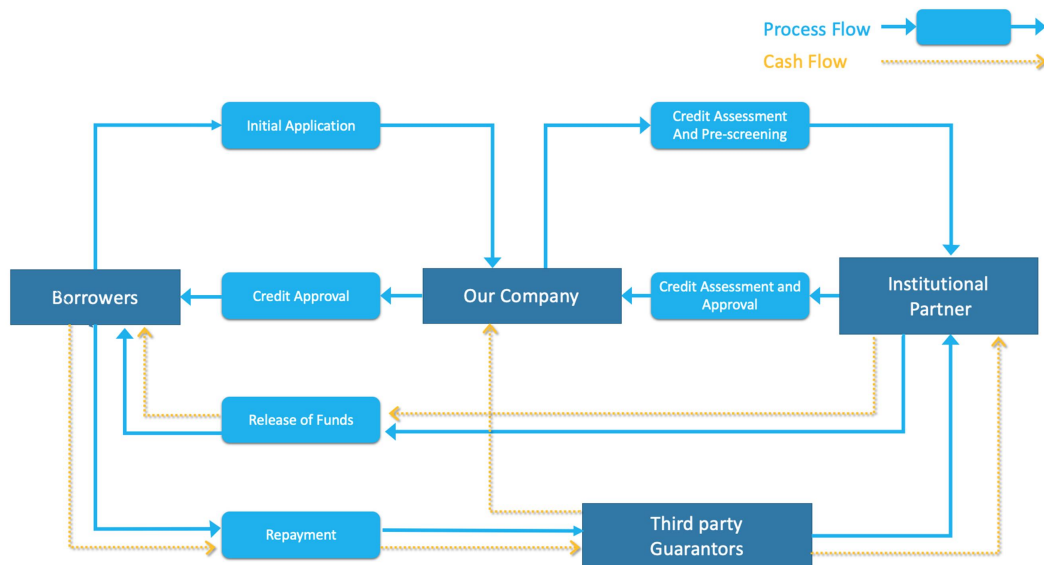 Process Flow
Cash Flow
Initial Application
Credit Assessment
And Pre-screening
Borrowers
Credit Approval
Our Company
Credit Assessment and
Approval
Institutional
Partner
Release of Funds
Repayment
Third party
Guarantors